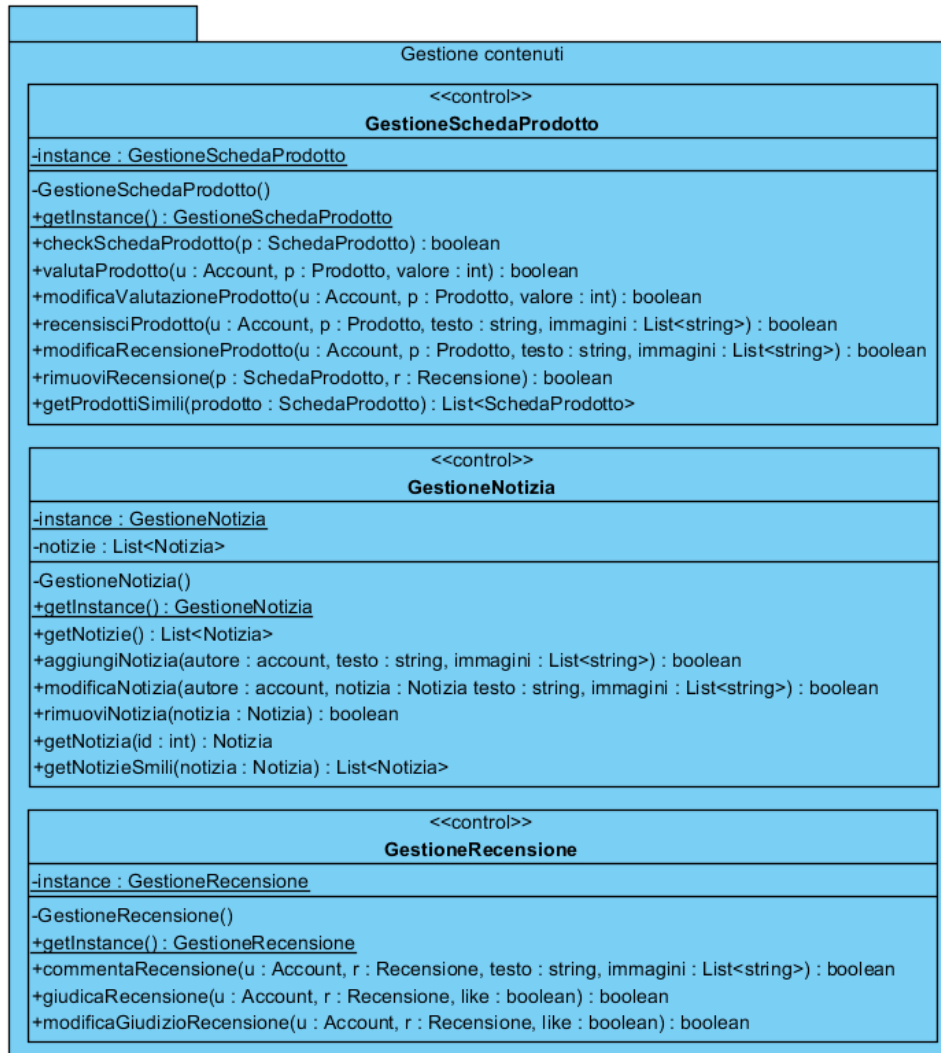 Gestione contenuti
<<control>>
GestioneSchedaProdotto
-instance : GestioneSchedaProdotto
-GestioneSchedaProdotto()
+getInstance() : GestioneSchedaProdotto
+checkSchedaProdotto(p : SchedaProdotto) : boolean
+valutaProdotto(u : Account, p : Prodotto, valore : int) : boolean
+modificaValutazioneProdotto(u : Account, p : Prodotto, valore : int) : boolean
+recensisciProdotto(u : Account, p : Prodotto, testo : string, immagini : List<string>) : boolean
+modificaRecensioneProdotto(u : Account, p : Prodotto, testo : string, immagini : List<string>) : boolean
+rimuoviRecensione(p : SchedaProdotto, r : Recensione) : boolean
+getProdottiSimili(prodotto : SchedaProdotto) : List<SchedaProdotto>
<<control>>
GestioneNotizia
-instance : GestioneNotizia
-notizie : List<Notizia>
-GestioneNotizia()
+getInstance() : GestioneNotizia
+getNotizie() : List<Notizia>
+aggiungiNotizia(autore : account, testo : string, immagini : List<string>) : boolean
+modificaNotizia(autore : account, notizia : Notizia testo : string, immagini : List<string>) : boolean
+rimuoviNotizia(notizia : Notizia) : boolean
+getNotizia(id : int) : Notizia
+getNotizieSmili(notizia : Notizia) : List<Notizia>
<<control>>
GestioneRecensione
-instance : GestioneRecensione
-GestioneRecensione()
+getInstance() : GestioneRecensione
+commentaRecensione(u : Account, r : Recensione, testo : string, immagini : List<string>) : boolean
+giudicaRecensione(u : Account, r : Recensione, like : boolean) : boolean
+modificaGiudizioRecensione(u : Account, r : Recensione, like : boolean) : boolean